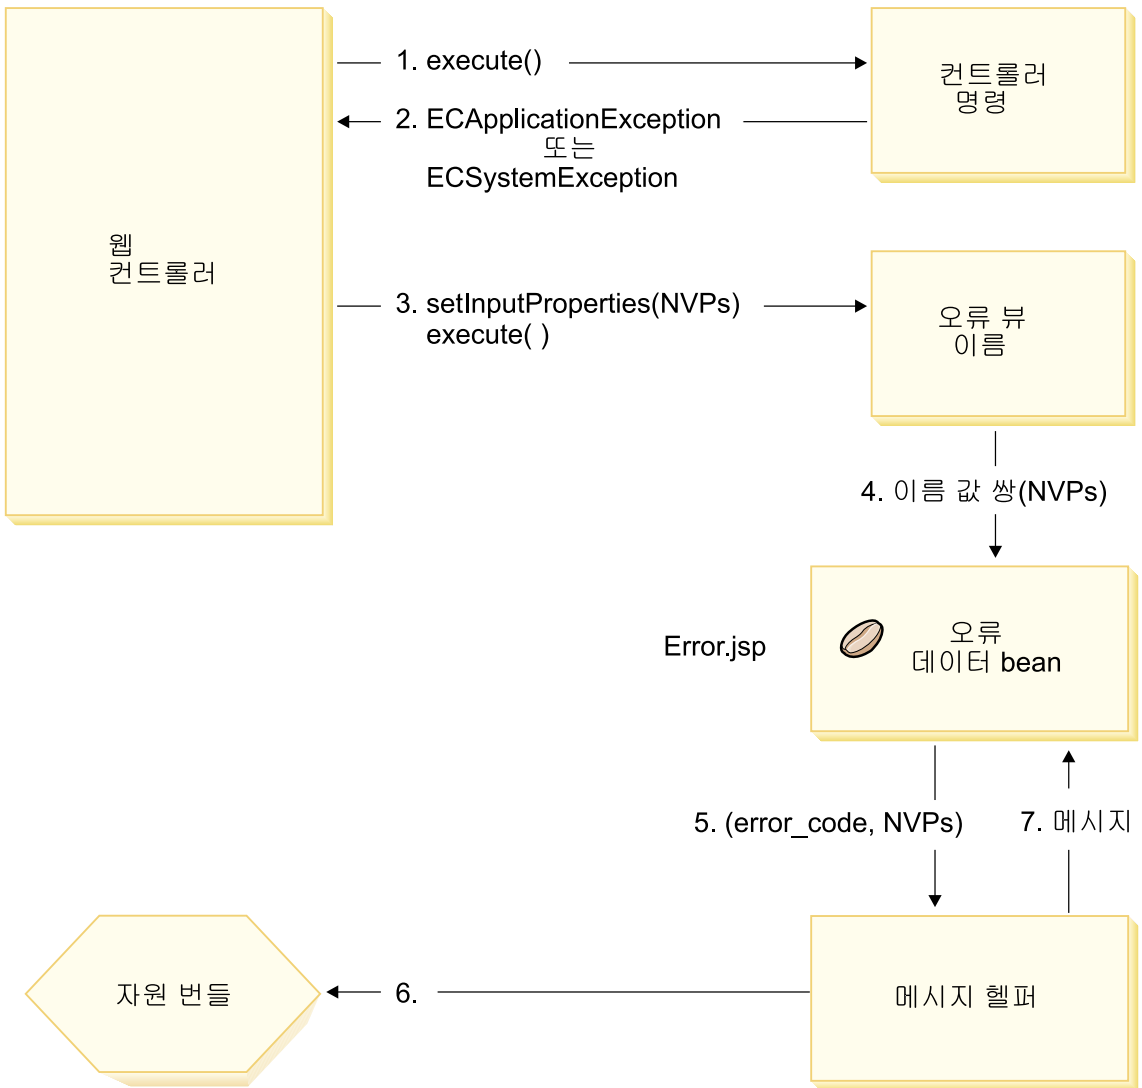 1. execute()
컨트롤러
명령
2. ECApplicationException
또는
ECSystemException
웹
컨트롤러
3. setInputProperties(NVPs)
execute( )
오류 뷰
이름
4. 이름 값 쌍(NVPs)
Error.jsp
오류
데이터 bean
5. (error_code, NVPs)
7. 메시지
자원 번들
6.
메시지 헬퍼